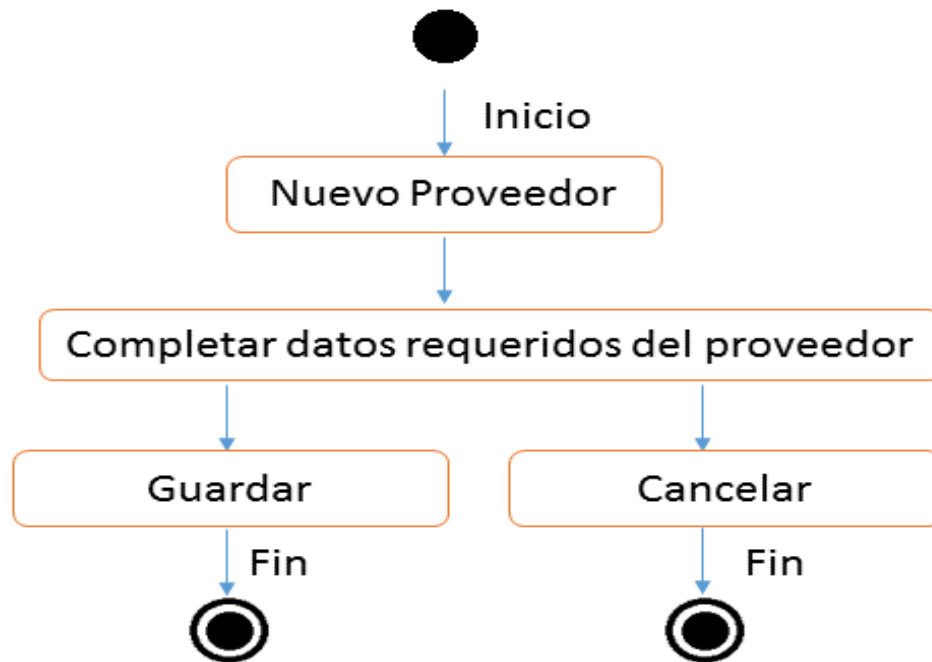 Inicio
Nuevo Proveedor
Completar datos requeridos del proveedor
Guardar
Cancelar
Fin
Fin